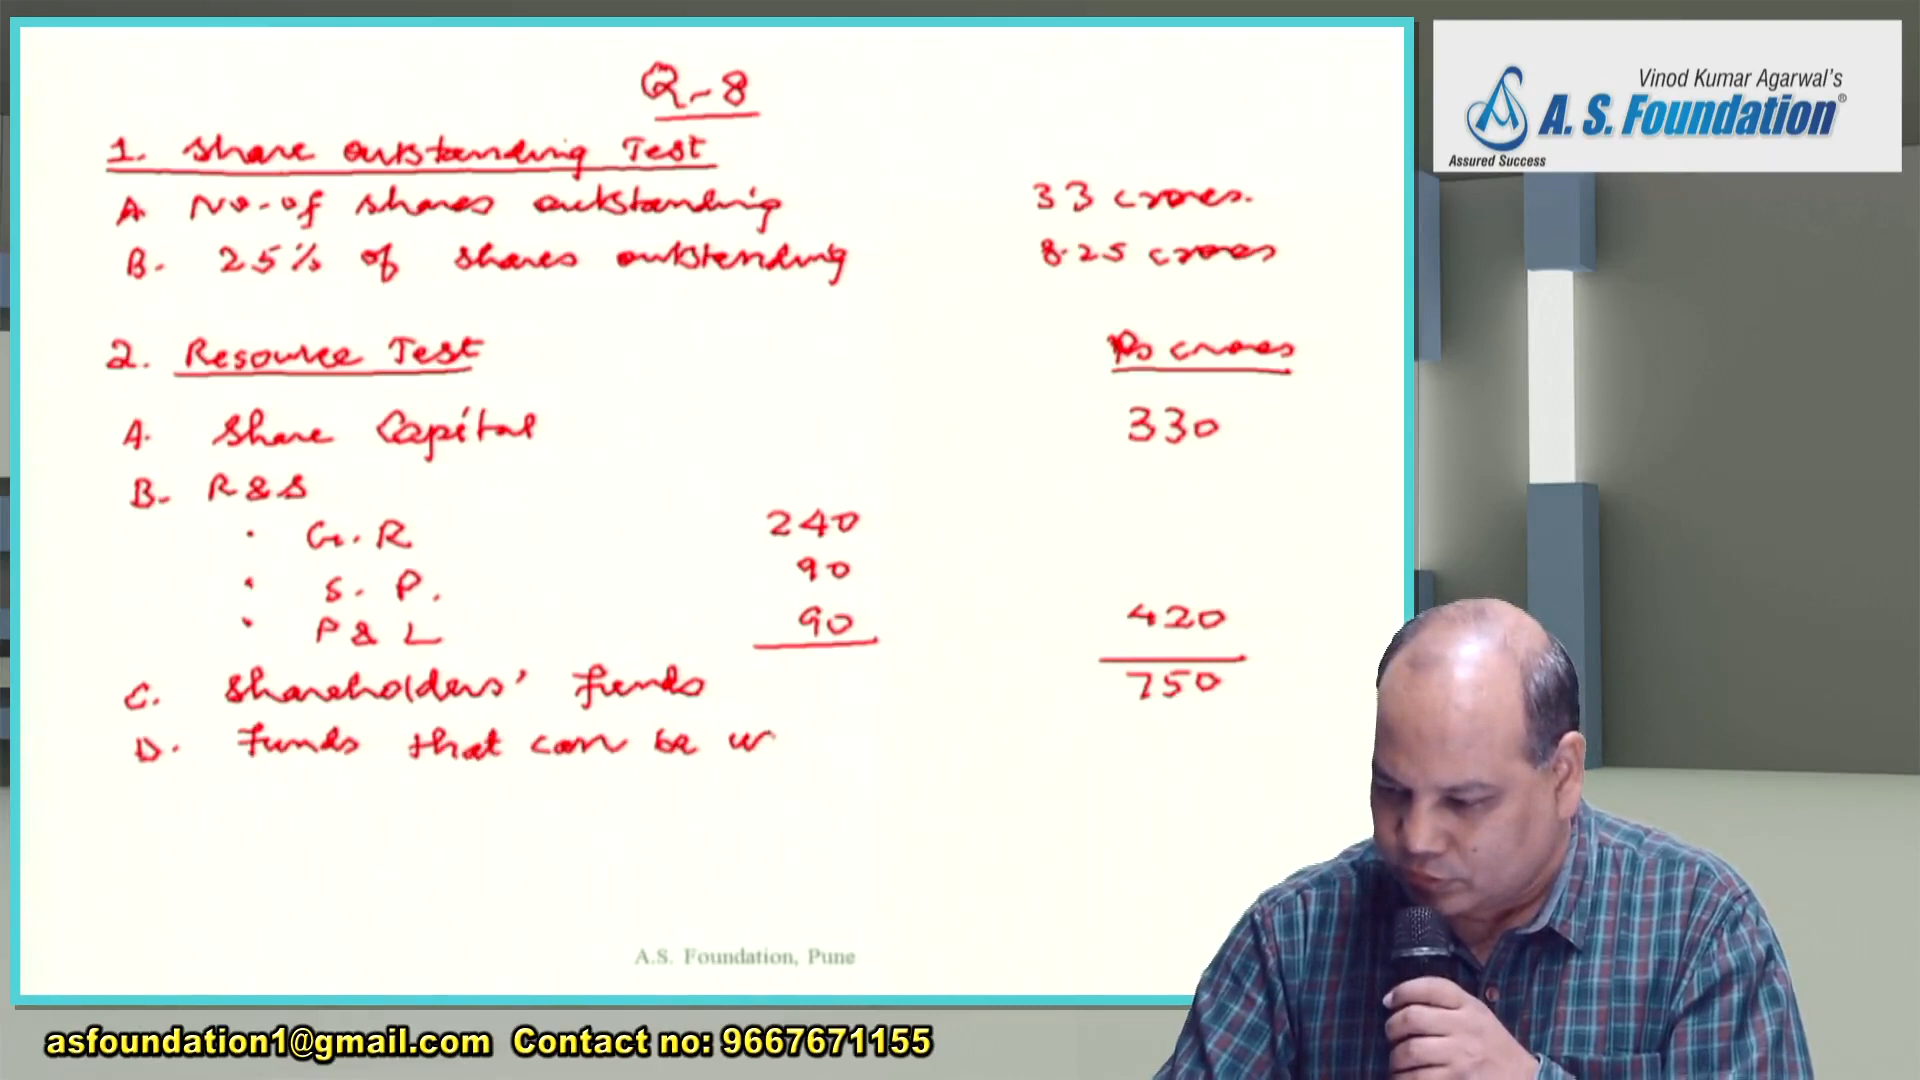 Q-8
1. Share outstanding Test
A. No. of shares outstanding 33 crores.
B. 25% of shares outstanding 8.25 crores
2. Resource Test Rs crores
A. Share Capital 330
B. R & S
· G.R 240
· S.P. 90
· P & L 90 420
C. Shareholders' funds 750
D. Funds that can be w
A.S. Foundation, Pune
Vinod Kumar Agarwal's
A. S. Foundation®
Assured Success
asfoundation1@gmail.com Contact no: 9667671155